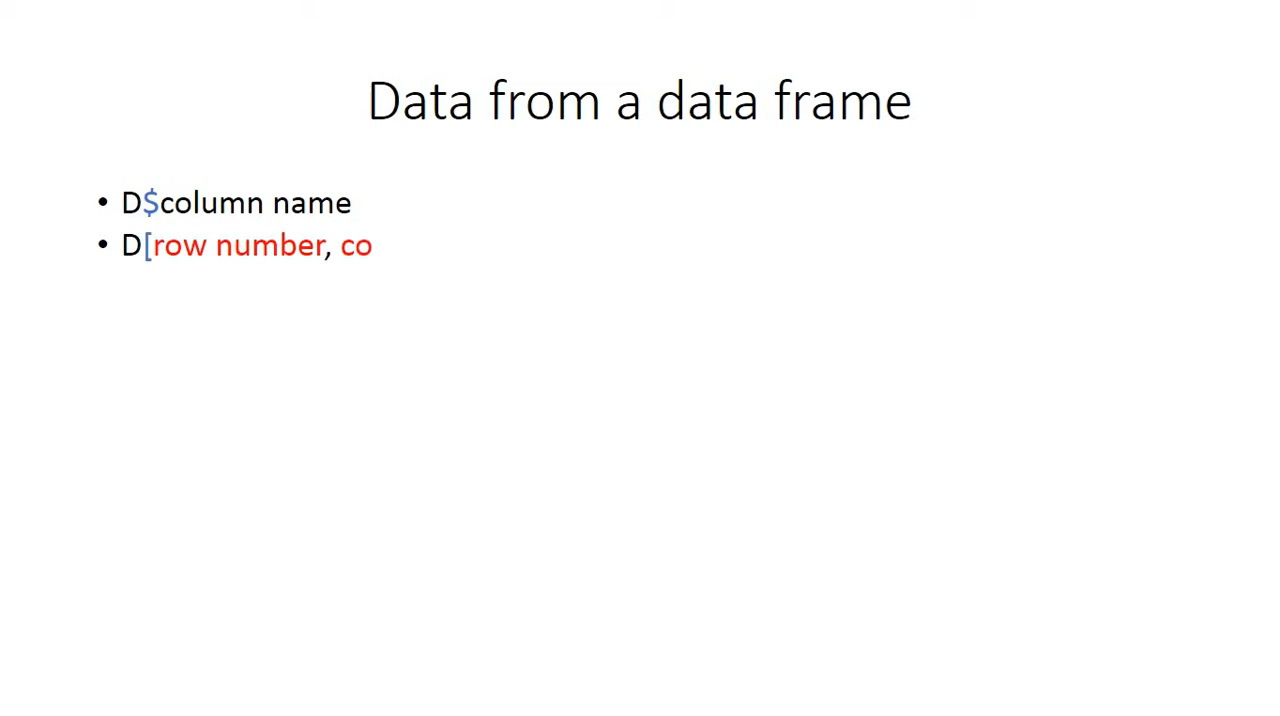 Data from a data frame
• D$column name
• D[row number, co